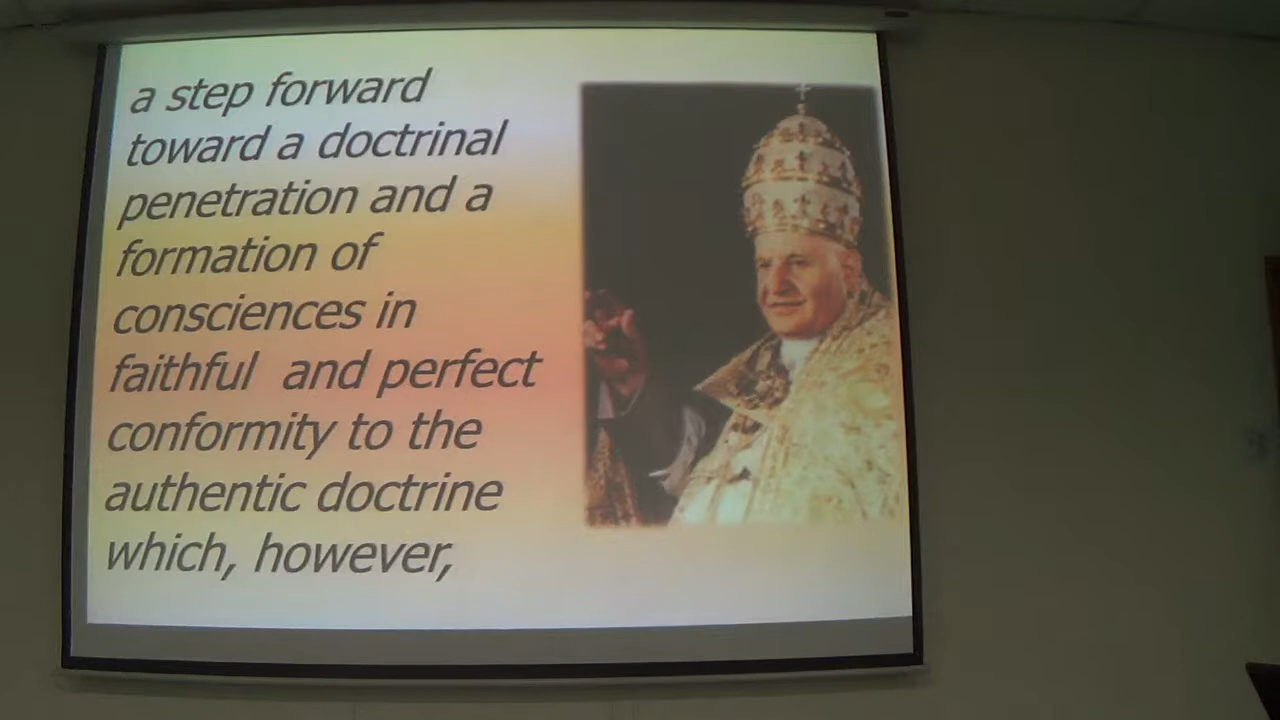 a step forward
toward a doctrinal
penetration and a
formation of
consciences in
faithful and perfect
conformity to the
authentic doctrine
which, however,